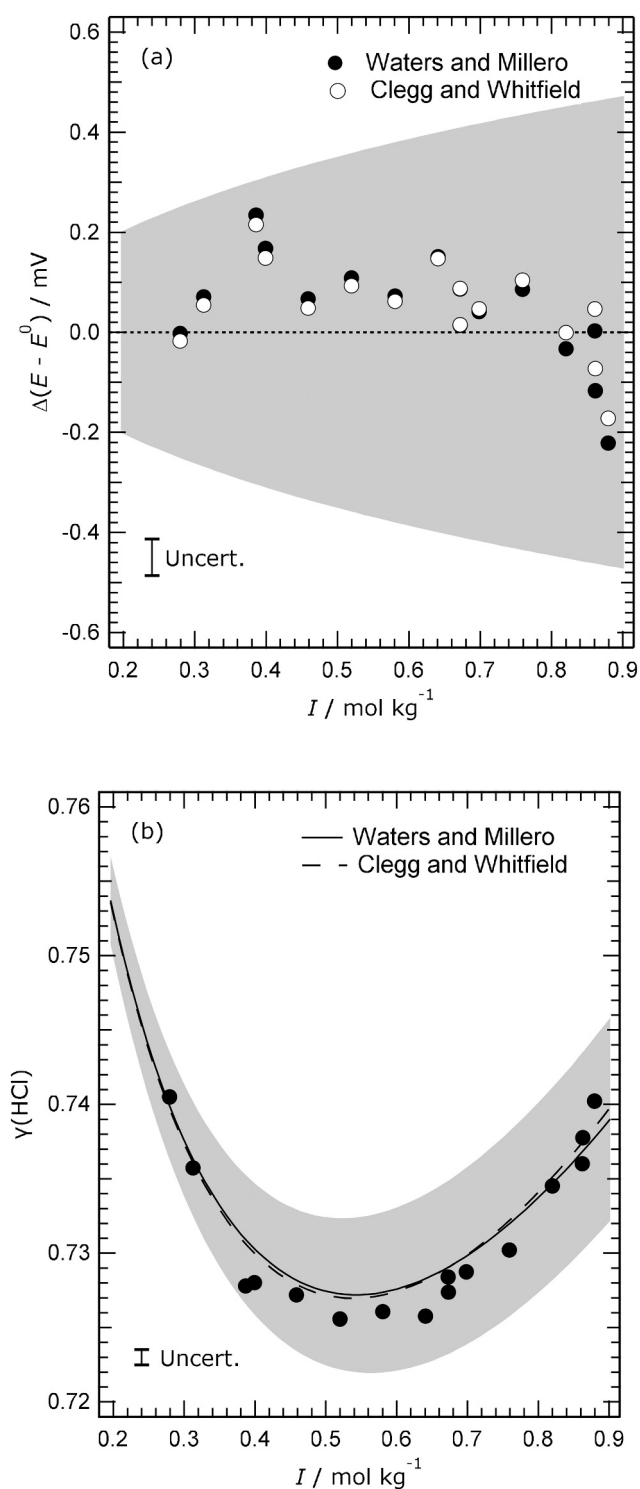 (a)
Waters and Millero
Clegg and Whitfield
0.6
0.4
0.2
0.0
-0.2
-0.4
-0.6
Δ(E - E⁰) / mV
Uncert.
0.2 0.3 0.4 0.5 0.6 0.7 0.8 0.9
I / mol kg⁻¹
(b)
Waters and Millero
Clegg and Whitfield
0.76
0.75
0.74
0.73
0.72
γ(HCl)
Uncert.
0.2 0.3 0.4 0.5 0.6 0.7 0.8 0.9
I / mol kg⁻¹